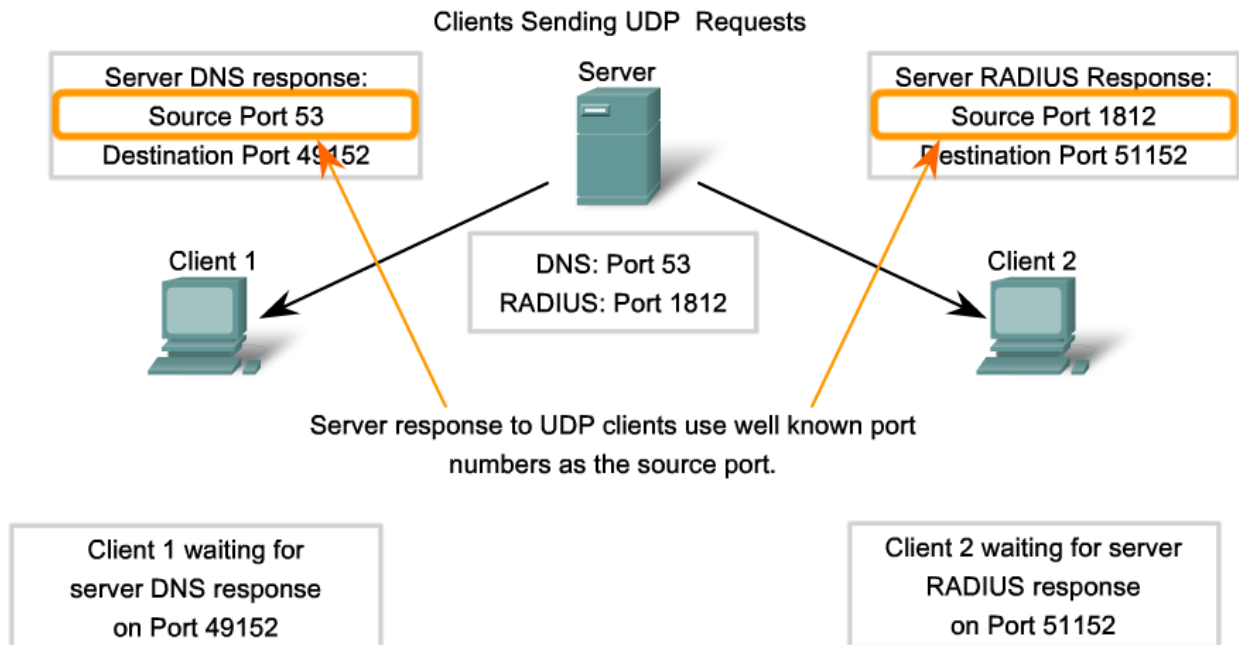 Clients Sending UDP Requests
Server DNS response:
Source Port 53
Destination Port 49152
Server
Server RADIUS Response:
Source Port 1812
Destination Port 51152
Client 1
DNS: Port 53
RADIUS: Port 1812
Client 2
Server response to UDP clients use well known port
numbers as the source port.
Client 1 waiting for
server DNS response
on Port 49152
Client 2 waiting for server
RADIUS response
on Port 51152